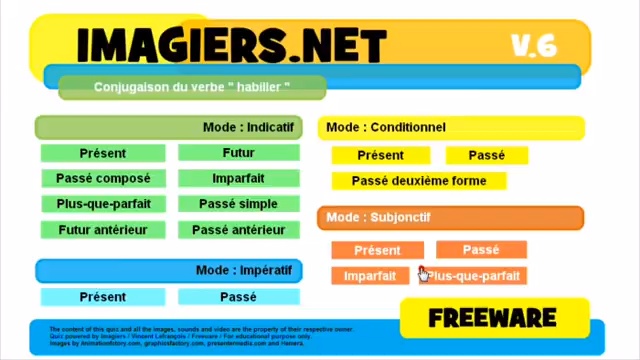 IMAGIERS.NET
V.6
Conjugaison du verbe " habiller "
Mode : Indicatif
Présent
Futur
Passé composé
Imparfait
Plus-que-parfait
Passé simple
Futur antérieur
Passé antérieur
Mode : Impératif
Présent
Passé
Mode : Conditionnel
Présent
Passé
Passé deuxième forme
Mode : Subjonctif
Présent
Passé
Imparfait
Plus-que-parfait
FREEWARE
The content of this quiz and all the images, sounds and video are the property of their respective owner.
Quiz powered by Imagiers / Vincent Lefrançois / Freeware / For educational purpose only.
Images by Animationfctory.com, graphicsfactory.com, presentermedia.com and Hemera.